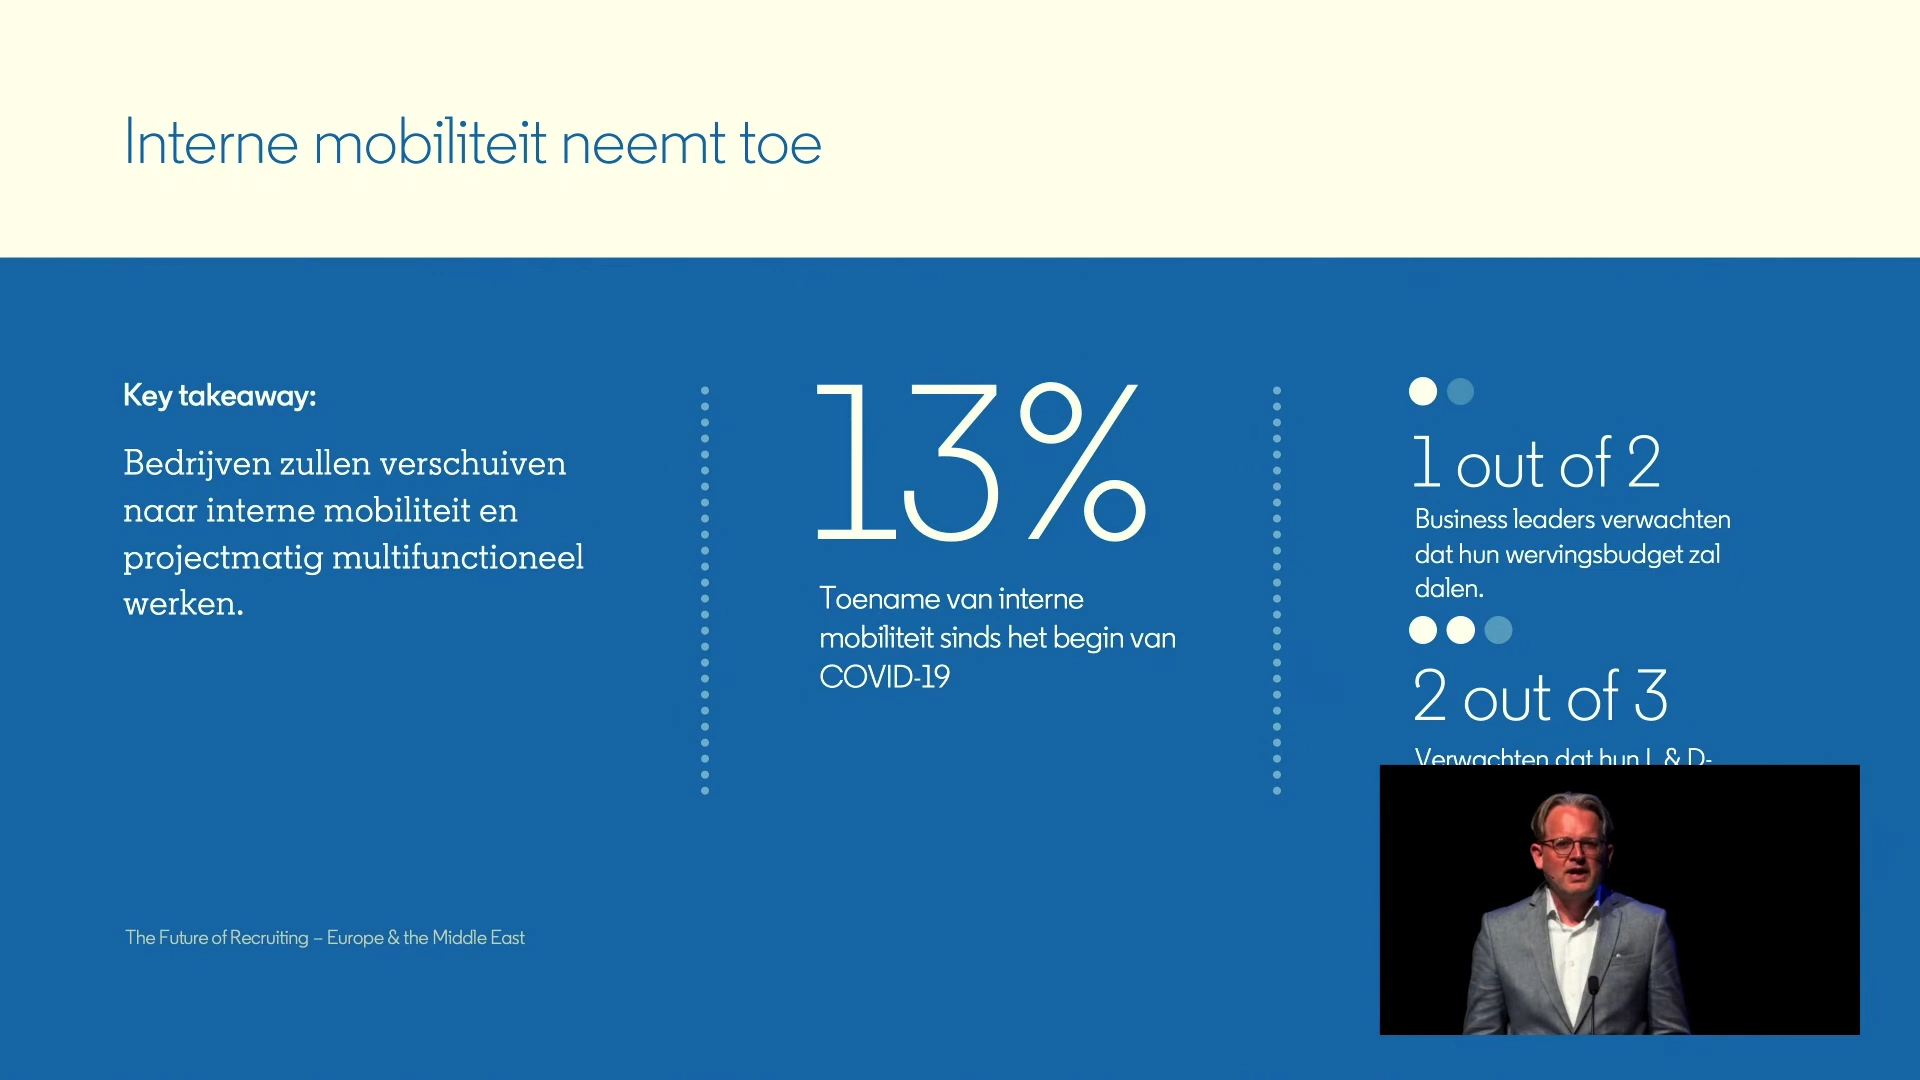 Interne mobiliteit neemt toe
Key takeaway:
Bedrijven zullen verschuiven
naar interne mobiliteit en
projectmatig multifunctioneel
werken.
13%
Toename van interne
mobiliteit sinds het begin van
COVID-19
1 out of 2
Business leaders verwachten
dat hun wervingsbudget zal
dalen.
2 out of 3
Verwachten dat hun L & D-
The Future of Recruiting – Europe & the Middle East